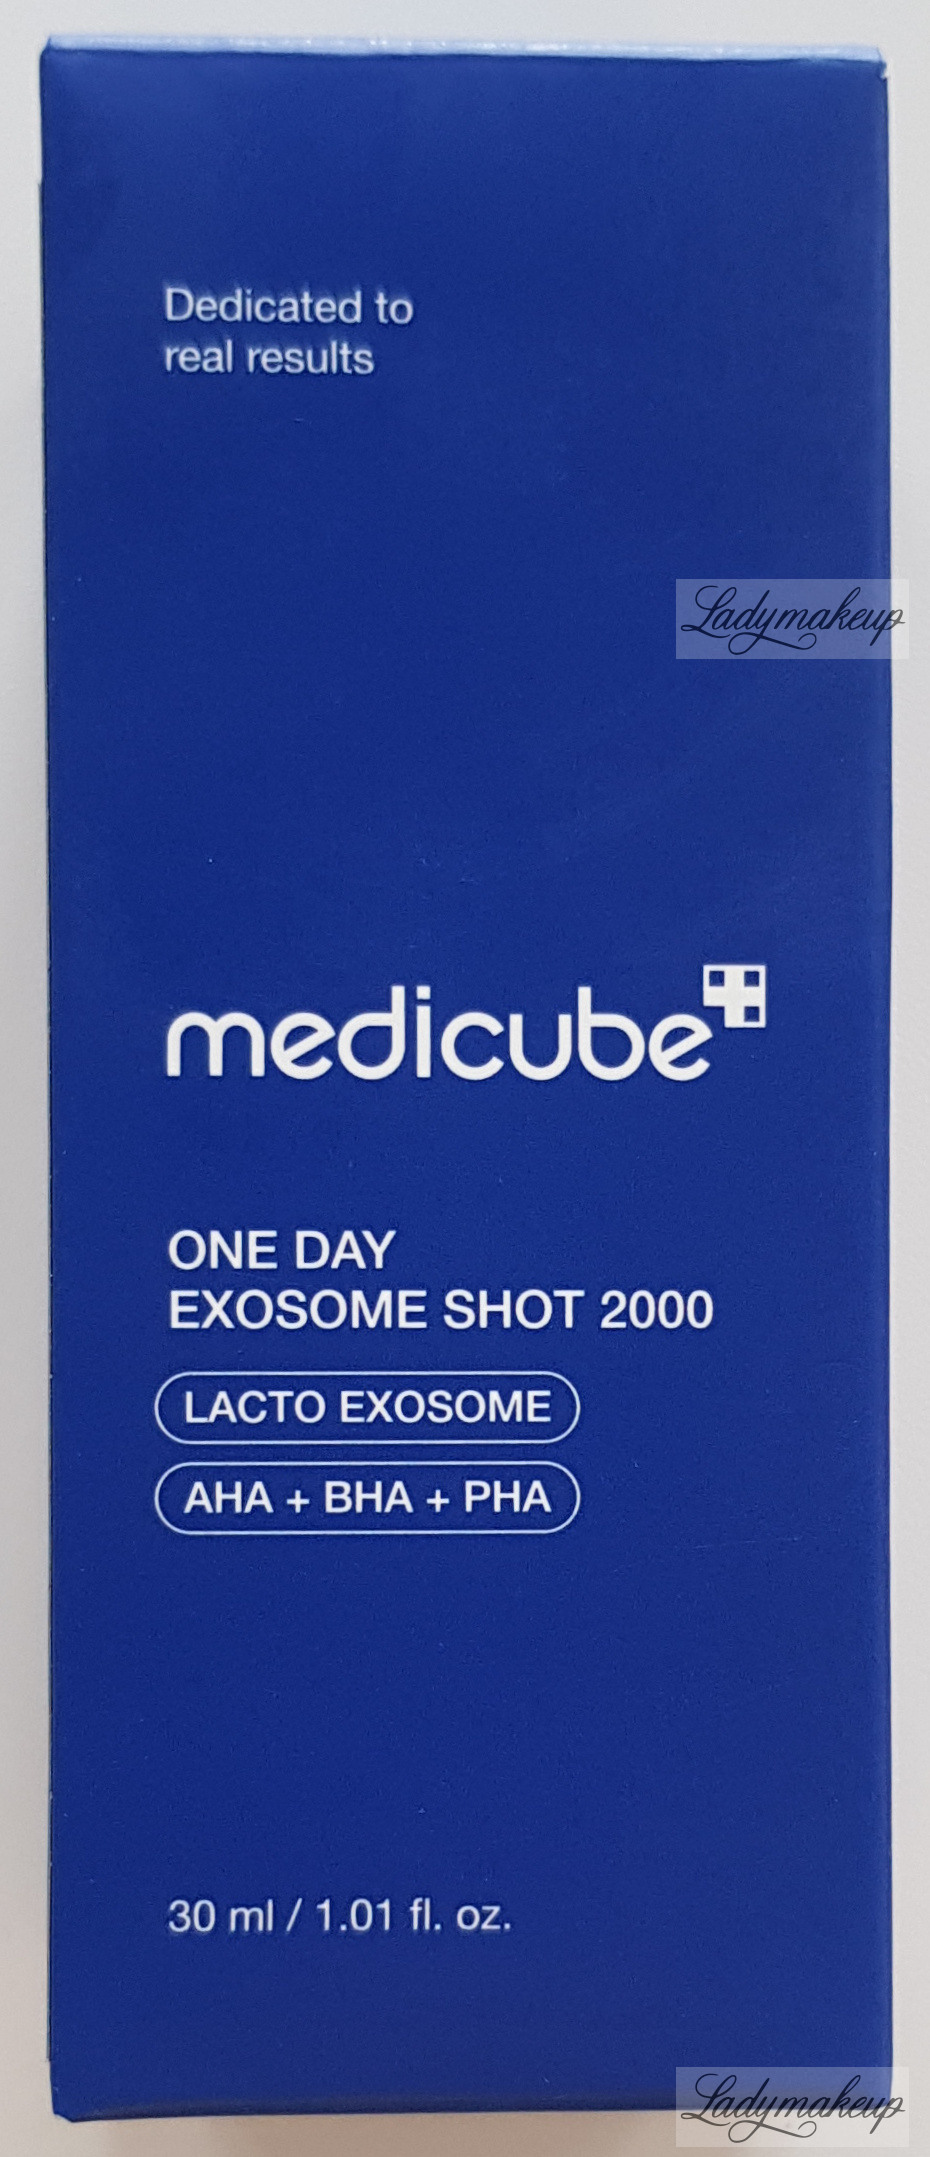 Dedicated to
real results
Ladymakeup
medicube
ONE DAY
EXOSOME SHOT 2000
LACTO EXOSOME
AHA + BHA + PHA
30 ml / 1.01 fl. oz.
Ladymakeup